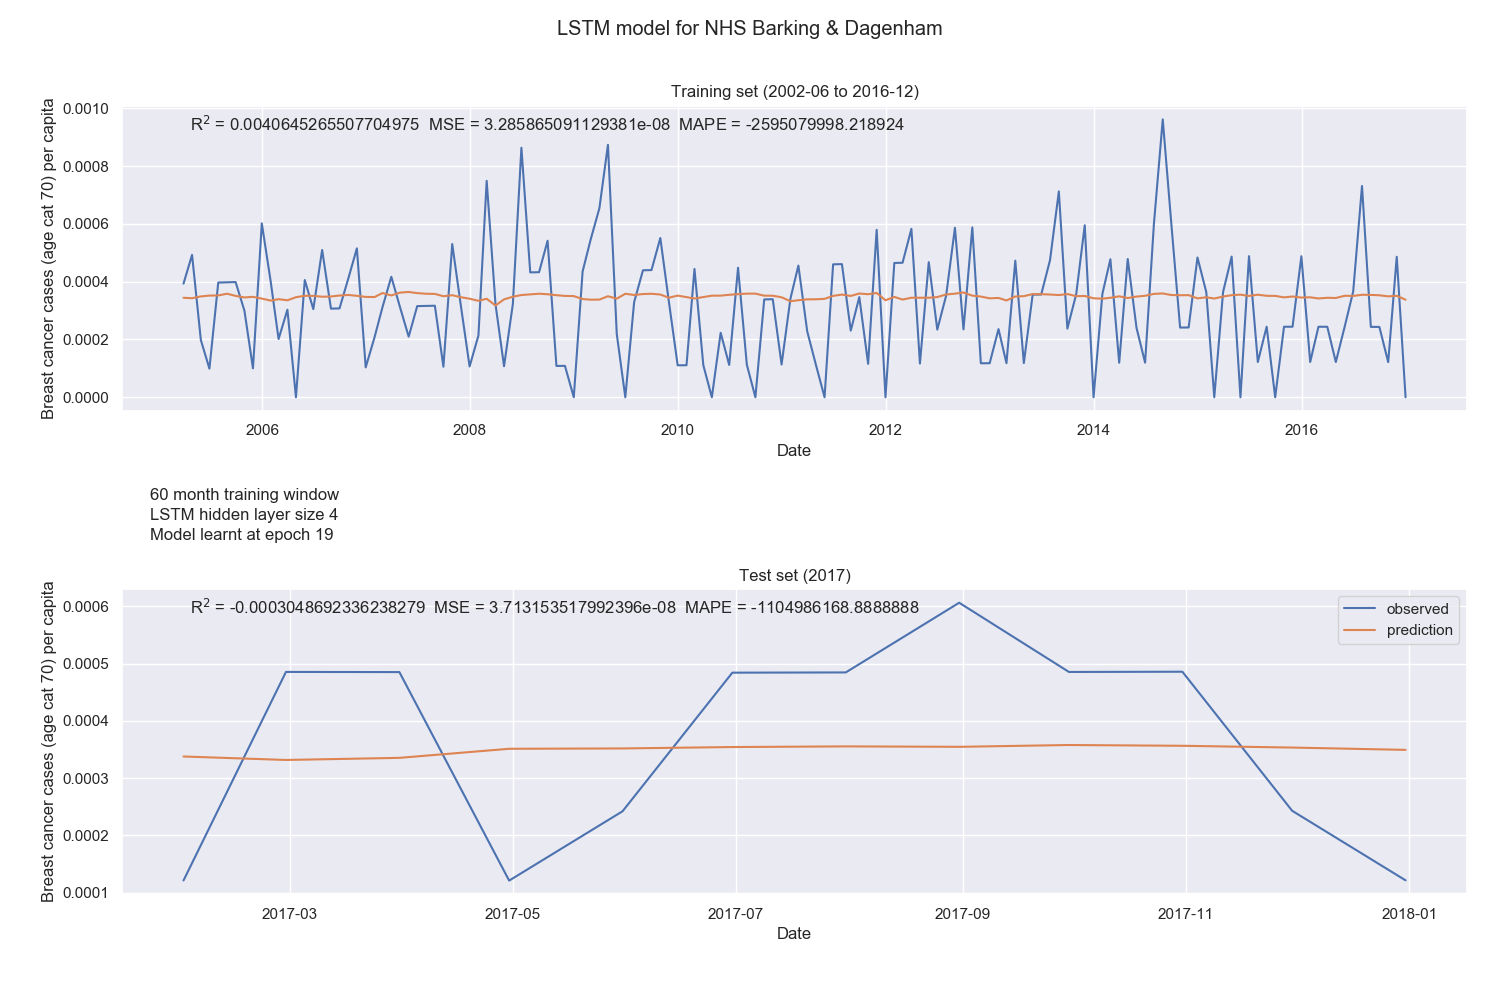 LSTM model for NHS Barking & Dagenham
Training set (2002-06 to 2016-12)
R² = 0.0040645265507704975 MSE = 3.285865091129381e-08 MAPE = -2595079998.218924
Breast cancer cases (age cat 70) per capita
0.0010
0.0008
0.0006
0.0004
0.0002
0.0000
2006 2008 2010 2012 2014 2016
Date
60 month training window
LSTM hidden layer size 4
Model learnt at epoch 19
Test set (2017)
R² = -0.0003048692336238279 MSE = 3.713153517992396e-08 MAPE = -1104986168.8888888
observed
prediction
Breast cancer cases (age cat 70) per capita
0.0006
0.0005
0.0004
0.0003
0.0002
0.0001
2017-03 2017-05 2017-07 2017-09 2017-11 2018-01
Date